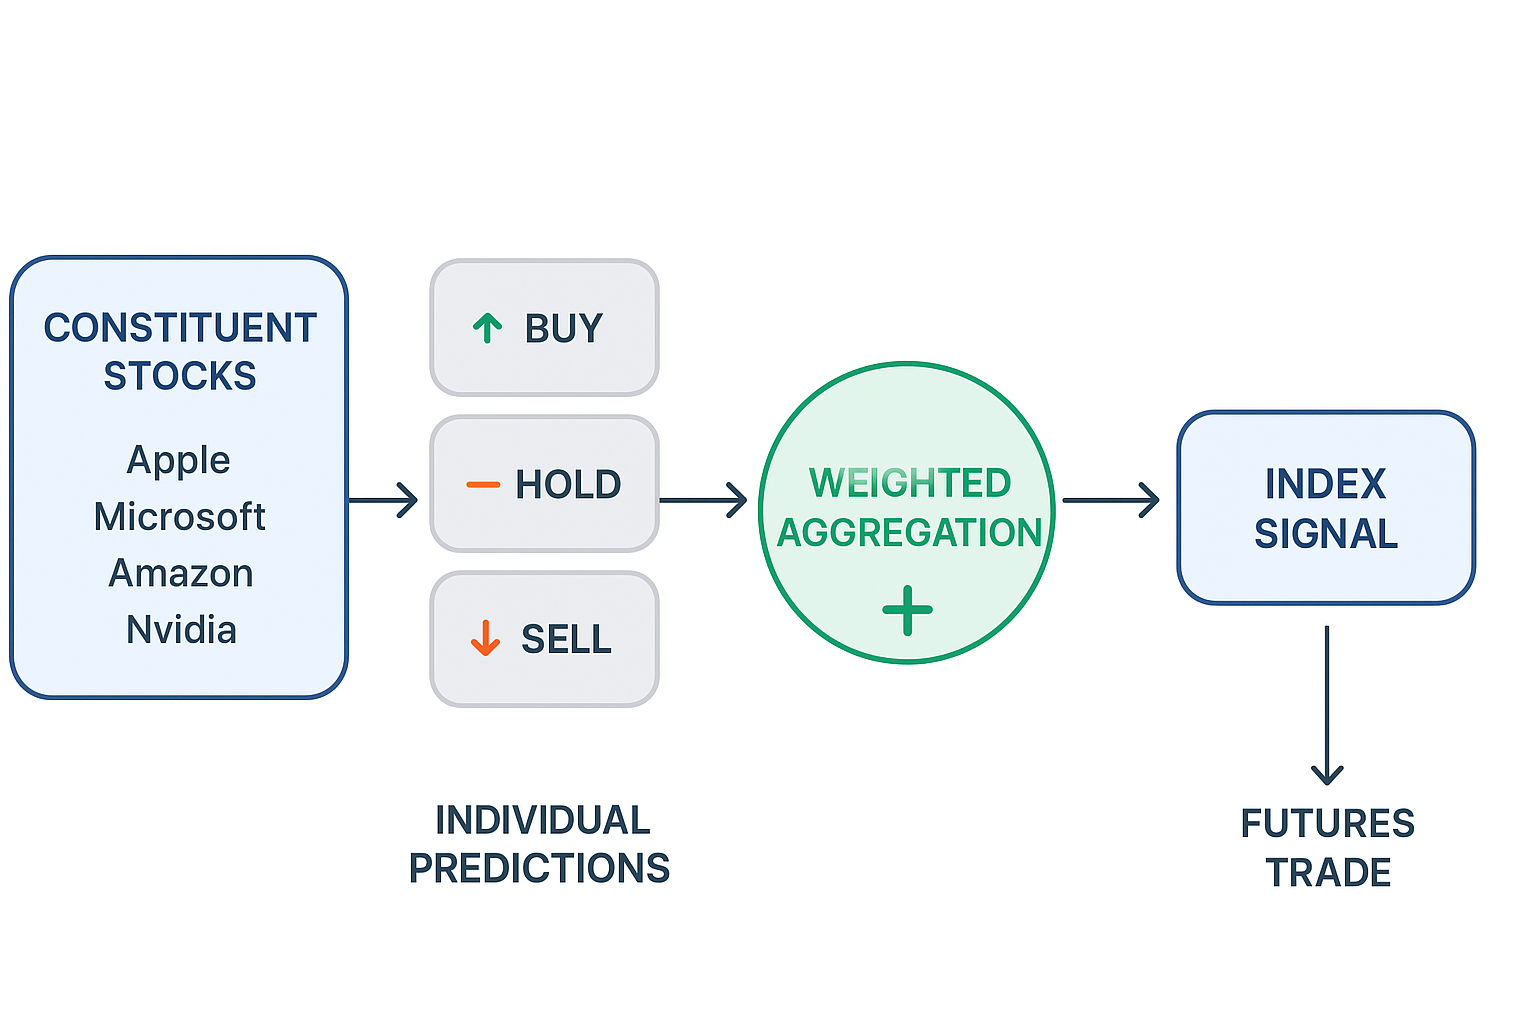 CONSTITUENT
STOCKS
Apple
Microsoft
Amazon
Nvidia
BUY
HOLD
SELL
INDIVIDUAL
PREDICTIONS
WEIGHTED
AGGREGATION
INDEX
SIGNAL
FUTURES
TRADE